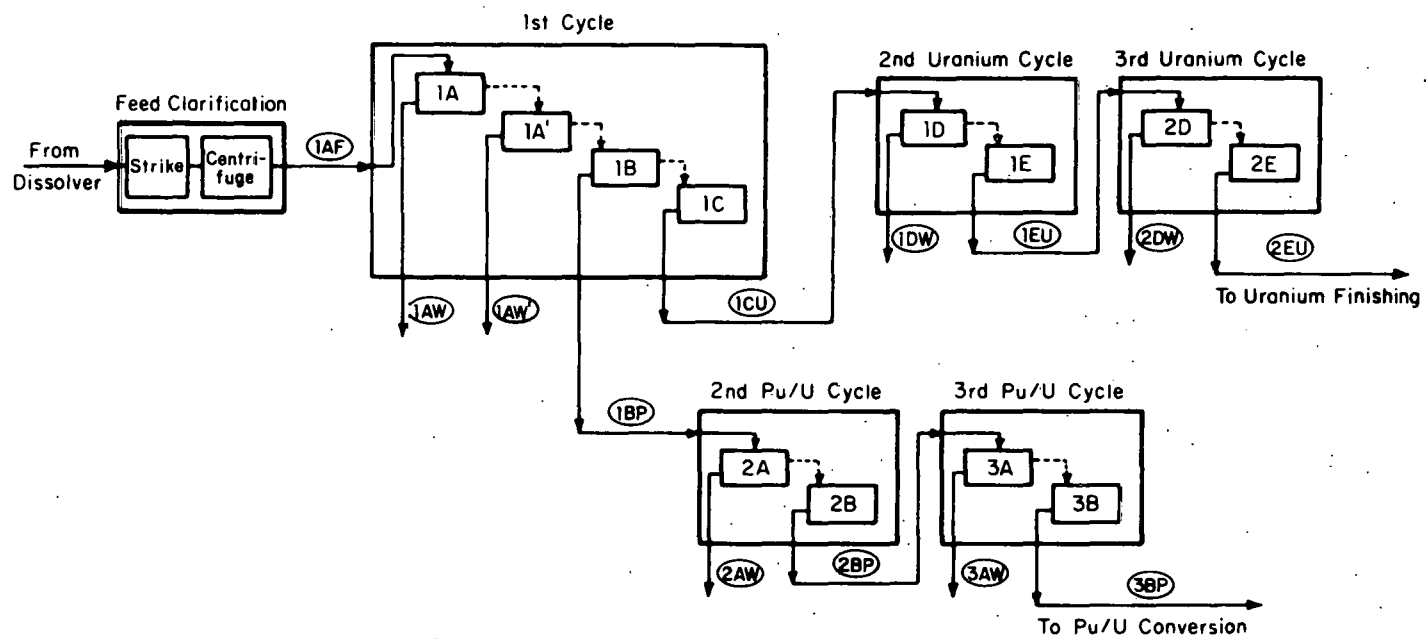 1st Cycle
2nd Uranium Cycle
3rd Uranium Cycle
Feed Clarification
From
Dissolver
Strike
Centri-
fuge
1AF
1A
1A'
1B
1C
1D
1E
2D
2E
1AW
1AW'
1CU
1DW
1EU
2DW
2EU
To Uranium Finishing
1BP
2nd Pu/U Cycle
3rd Pu/U Cycle
2A
2B
3A
3B
2AW
2BP
3AW
3BP
To Pu/U Conversion